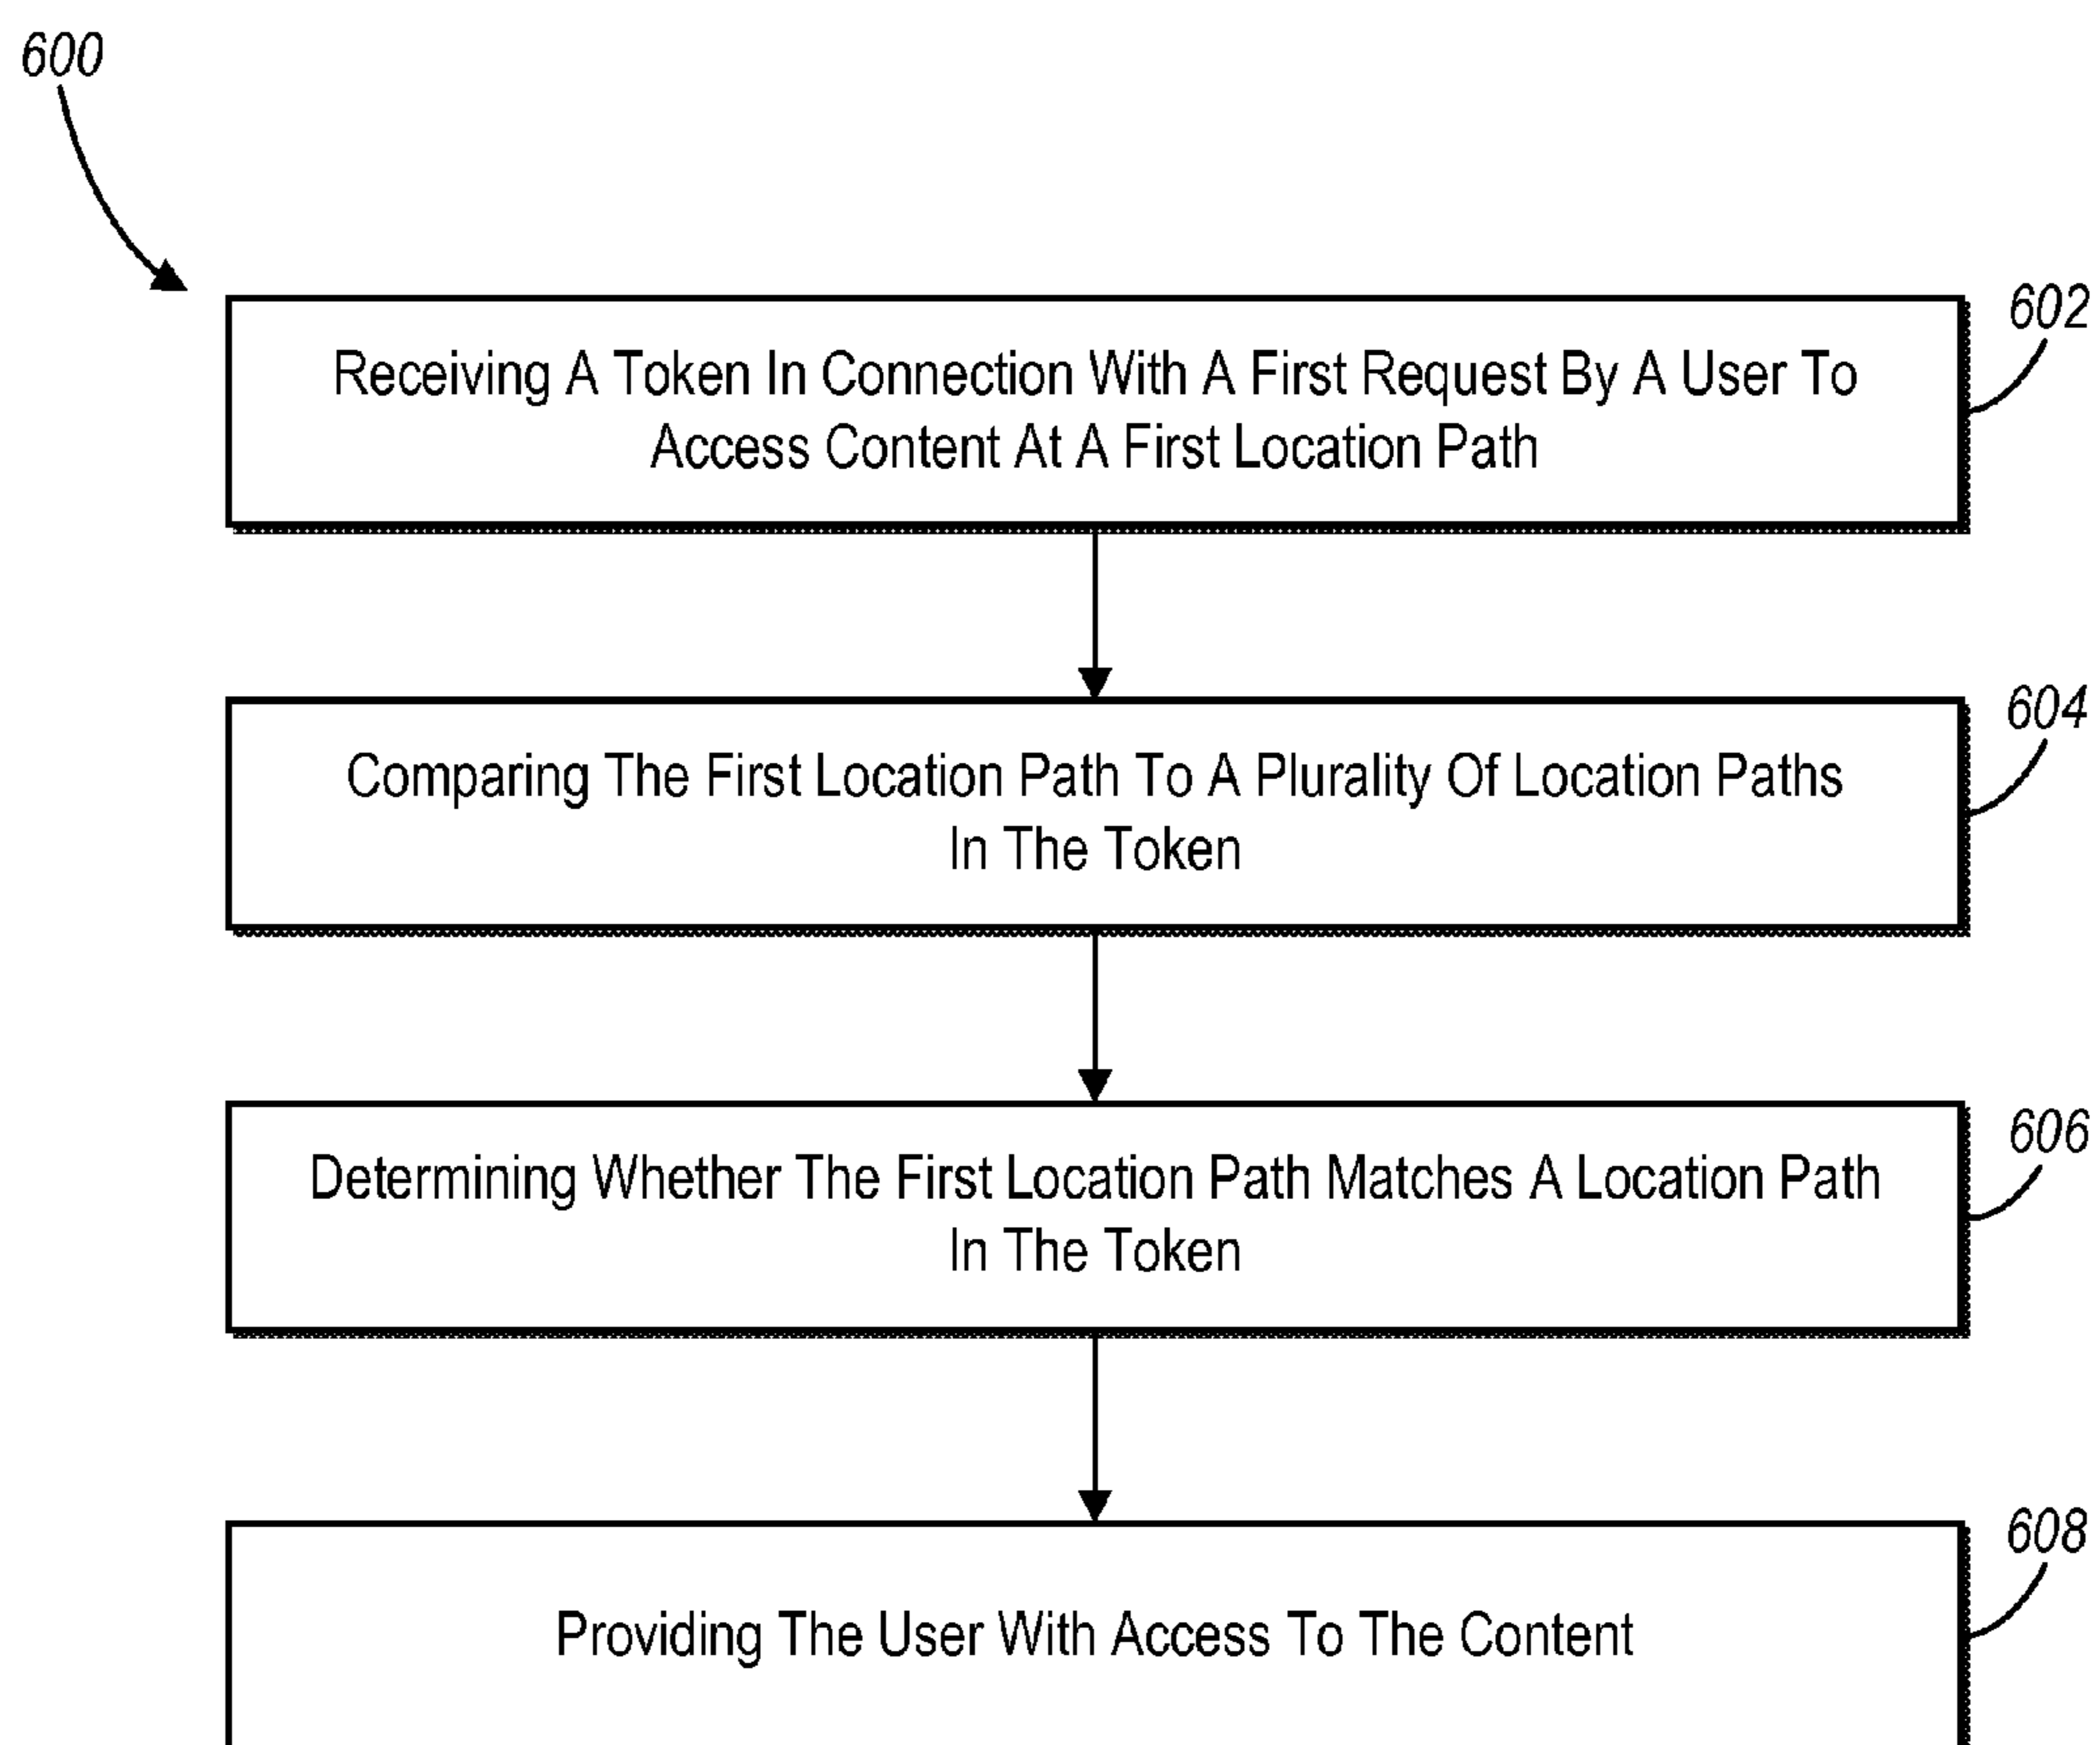 600
602
Receiving A Token In Connection With A First Request By A User To
Access Content At A First Location Path
604
Comparing The First Location Path To A Plurality Of Location Paths
In The Token
606
Determining Whether The First Location Path Matches A Location Path
In The Token
608
Providing The User With Access To The Content